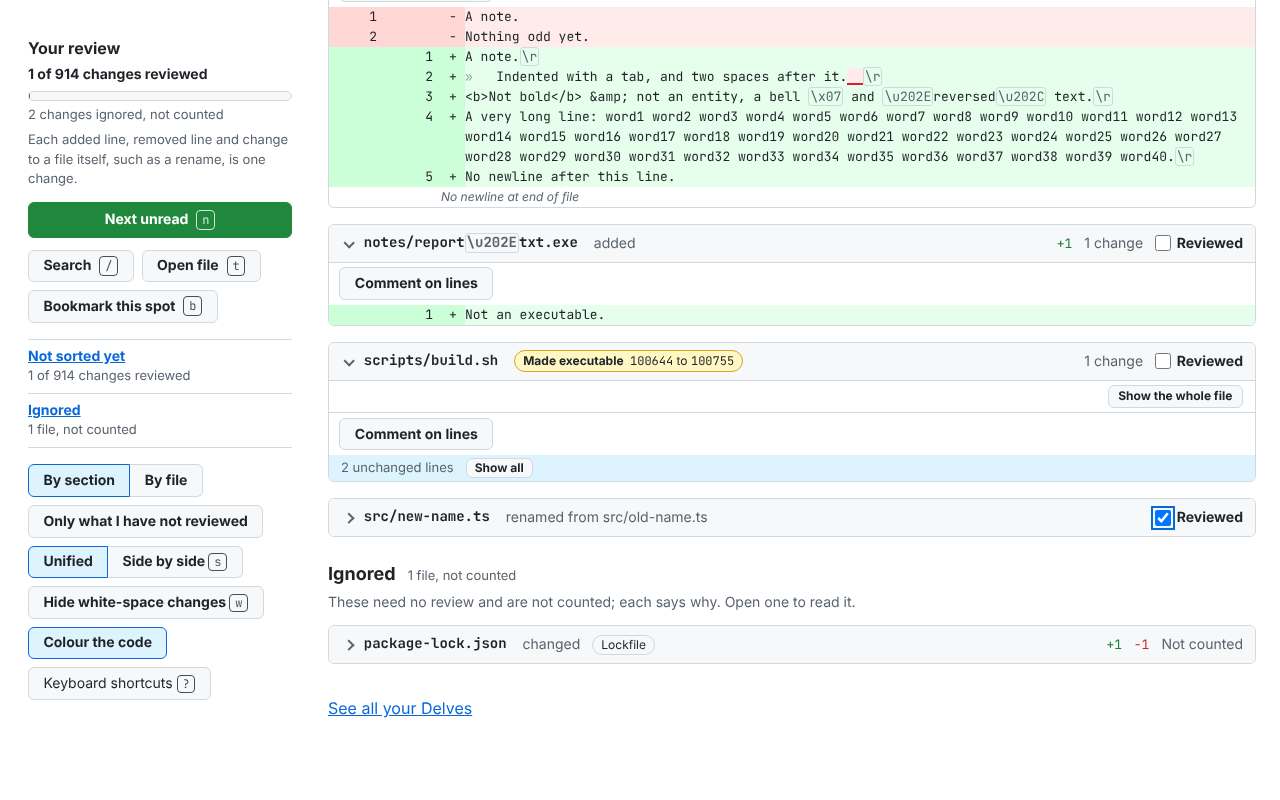 Your review
1 of 914 changes reviewed
2 changes ignored, not counted
Each added line, removed line and change
to a file itself, such as a rename, is one
change.
Next unread n
Search /
Open file t
Bookmark this spot b
Not sorted yet
1 of 914 changes reviewed
Ignored
1 file, not counted
By section
By file
Only what I have not reviewed
Unified
Side by side s
Hide white-space changes w
Colour the code
Keyboard shortcuts ?
1 - A note.
2 - Nothing odd yet.
1 + A note.\r
2 + » Indented with a tab, and two spaces after it.  \r
3 + <b>Not bold</b> &amp; not an entity, a bell \x07 and \u202Ereversed\u202C text.\r
4 + A very long line: word1 word2 word3 word4 word5 word6 word7 word8 word9 word10 word11 word12 word13
word14 word15 word16 word17 word18 word19 word20 word21 word22 word23 word24 word25 word26 word27
word28 word29 word30 word31 word32 word33 word34 word35 word36 word37 word38 word39 word40.\r
5 + No newline after this line.
No newline at end of file
notes/report\u202Etxt.exe added +1 1 change Reviewed
Comment on lines
1 + Not an executable.
scripts/build.sh Made executable 100644 to 100755 1 change Reviewed
Show the whole file
Comment on lines
2 unchanged lines Show all
src/new-name.ts renamed from src/old-name.ts Reviewed
Ignored 1 file, not counted
These need no review and are not counted; each says why. Open one to read it.
package-lock.json changed Lockfile +1 -1 Not counted
See all your Delves